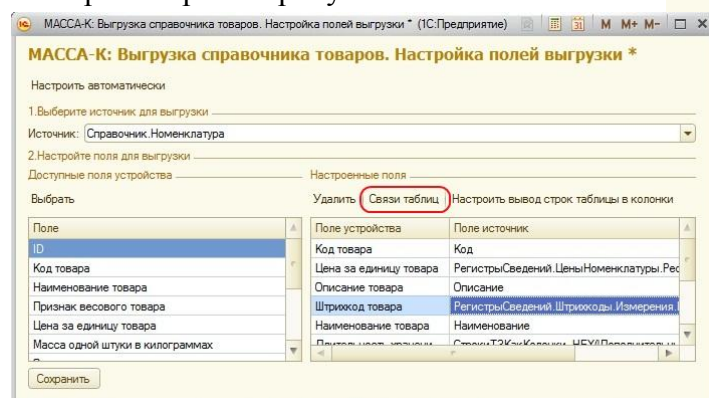 МАССА-К: Выгрузка справочника товаров. Настройка полей выгрузки * (1С:Предприятие)
M M+ M-
МАССА-К: Выгрузка справочника товаров. Настройка полей выгрузки *
Настроить автоматически
1.Выберите источник для выгрузки
Источник: Справочник.Номенклатура
2.Настройте поля для выгрузки
Доступные поля устройства Настроенные поля
Выбрать Удалить Связи таблиц Настроить вывод строк таблицы в колонки
Поле Поле устройства Поле источник
ID Код товара Код
Код товара Цена за единицу товара РегистрыСведений.ЦеныНоменклатуры.Рес
Наименование товара Описание товара Описание
Признак весового товара Штрихкод товара РегистрыСведений.Штрихкоды.Измерения
Цена за единицу товара Наименование товара Наименование
Масса одной штуки в килограммах
Сохранить